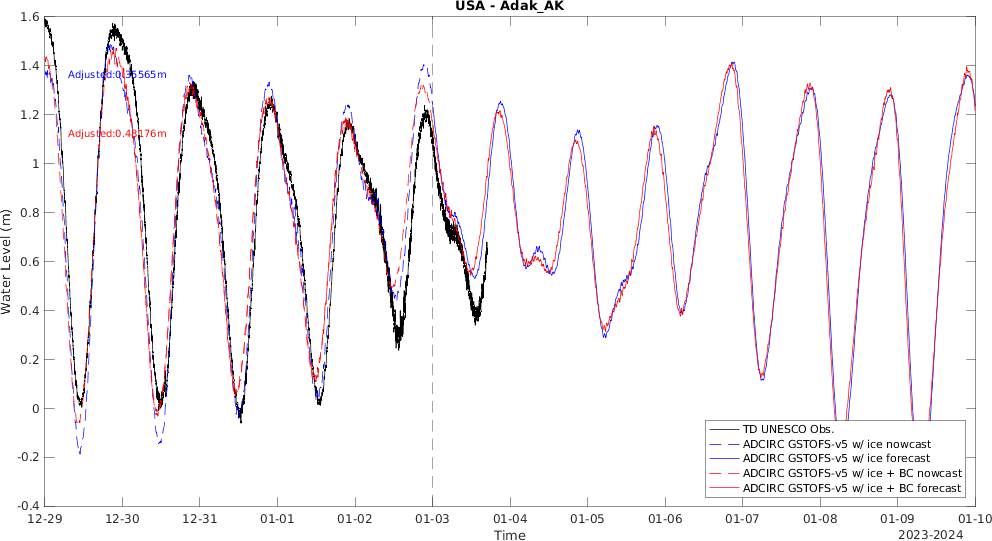 USA - Adak_AK
1.6
1.4
1.2
1
0.8
0.6
0.4
0.2
0
-0.2
-0.4
Water Level (m)
Adjusted:0.35565m
Adjusted:0.48176m
TD UNESCO Obs.
ADCIRC GSTOFS-v5 w/ ice nowcast
ADCIRC GSTOFS-v5 w/ ice forecast
ADCIRC GSTOFS-v5 w/ ice + BC nowcast
ADCIRC GSTOFS-v5 w/ ice + BC forecast
12-29 12-30 12-31 01-01 01-02 01-03 01-04 01-05 01-06 01-07 01-08 01-09 01-10
Time
2023-2024